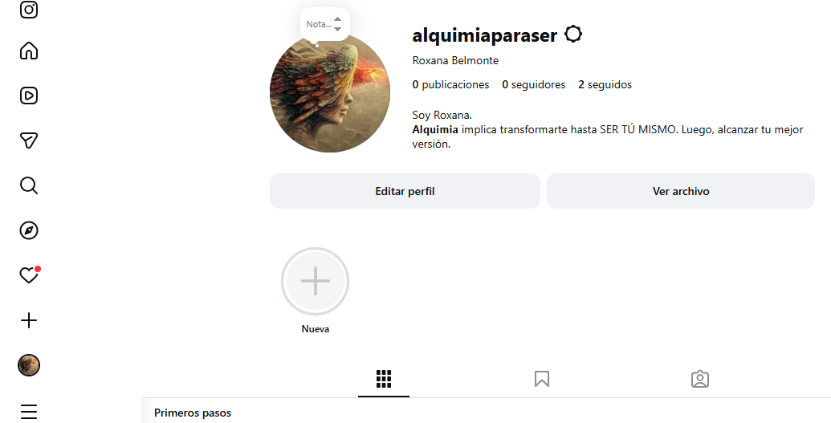 Nota...
alquimiaparaser
Roxana Belmonte
0 publicaciones 0 seguidores 2 seguidos
Soy Roxana.
Alquimia implica transformarte hasta SER TÚ MISMO. Luego, alcanzar tu mejor
versión.
Editar perfil Ver archivo
Nueva
Primeros pasos